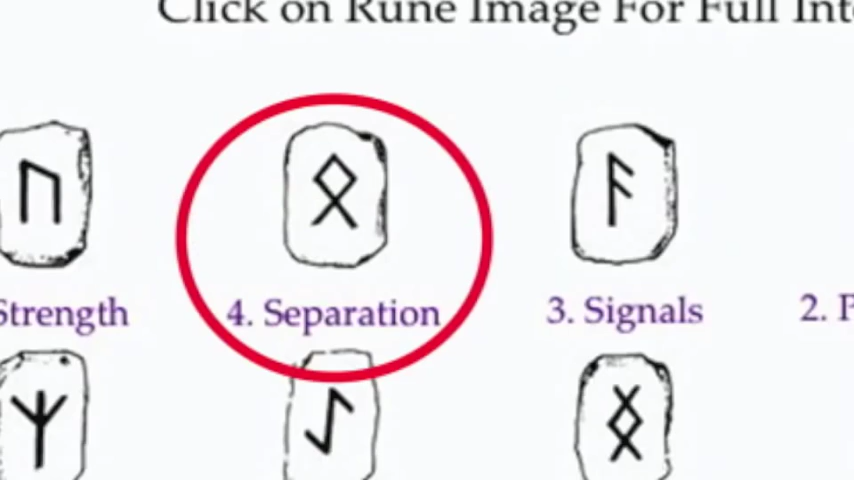 Click on Rune Image For Full
Strength
4. Separation
3. Signals
2.